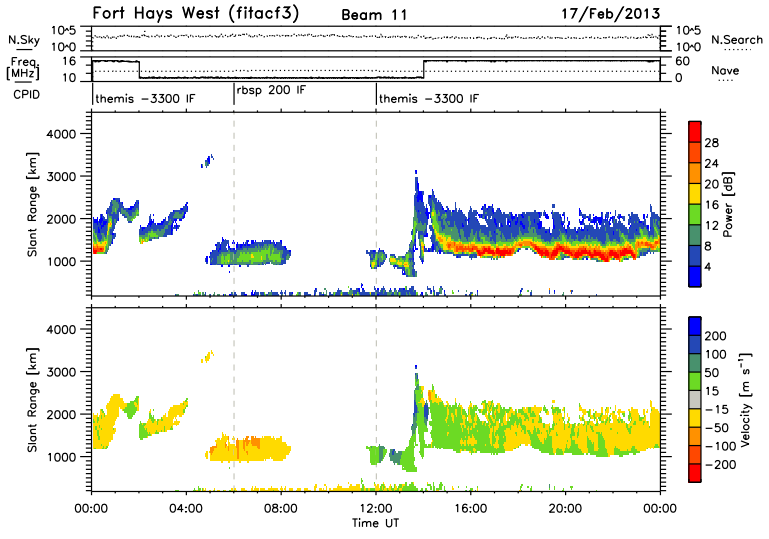 Fort Hays West (fitacf3) Beam 11 17/Feb/2013
N.Sky 10^5 10^0 10^5 10^0 N.Search
Freq. [MHz] 16 10 60 0 Nave
CPID themis -3300 IF rbsp 200 IF themis -3300 IF
Slant Range [km]
4000
3000
2000
1000
Power [dB]
28
24
20
16
12
8
4
Slant Range [km]
4000
3000
2000
1000
Velocity [m s^-1]
200
100
50
15
-15
-50
-100
-200
00:00 04:00 08:00 12:00 16:00 20:00 00:00
Time UT